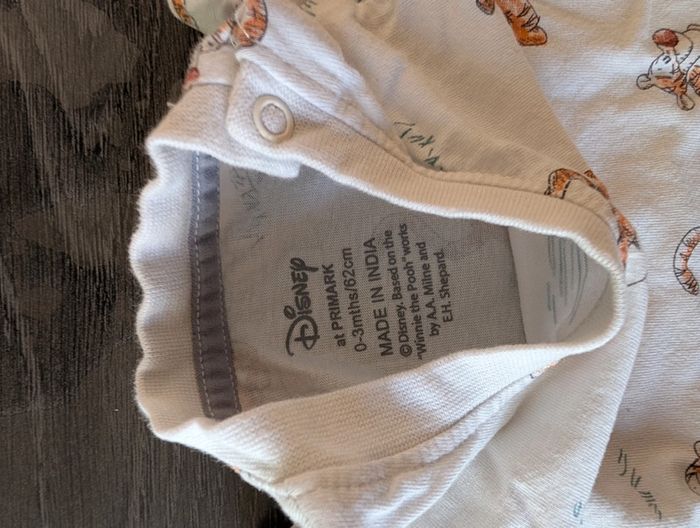 Disney
at PRIMARK
0-3mths/62cm
MADE IN INDIA
©Disney. Based on the
"Winnie the Pooh" works
by A.A. Milne and
E.H. Shepard.